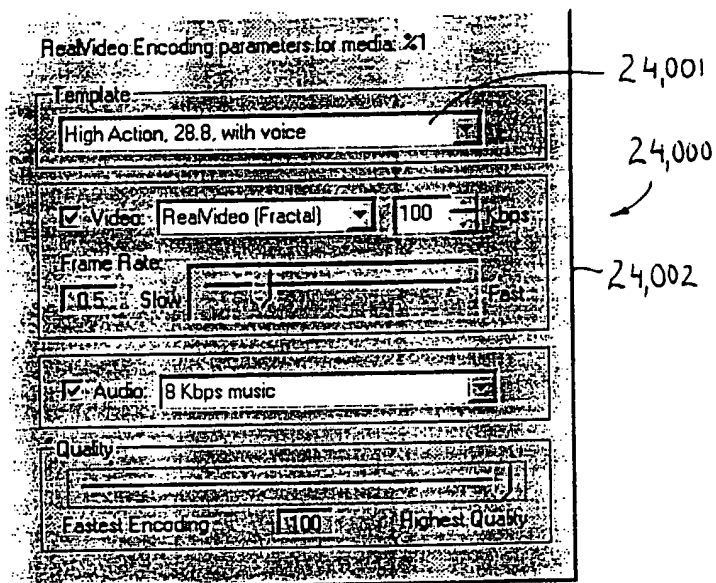 RealVideo Encoding parameters for media: %1
Template
High Action, 28.8, with voice
Video: RealVideo (Fractal) 100 Kbps
Frame Rate:
0.5 Slow Fast
Audio: 8 Kbps music
Quality
Fastest Encoding 100 Highest Quality
24,001
24,000
24,002